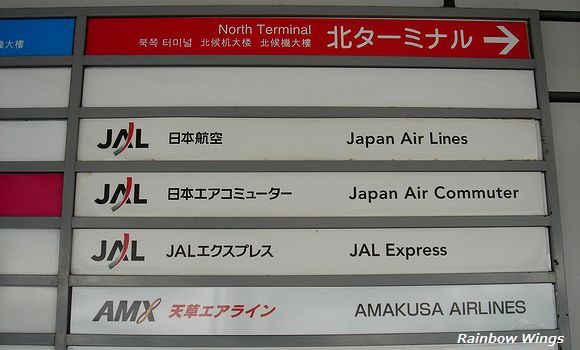 機大樓
North Terminal
북쪽 터미널 北候机大楼 北候機大樓
北ターミナル
JAL 日本航空 Japan Air Lines
JAL 日本エアコミューター Japan Air Commuter
JAL JALエクスプレス JAL Express
AMX 天草エアライン AMAKUSA AIRLINES
Rainbow Wings